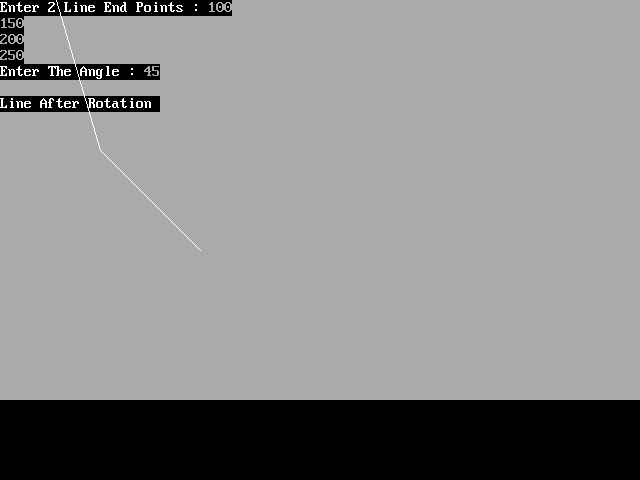 Enter 2 Line End Points : 100
150
200
250
Enter The Angle : 45
Line After Rotation